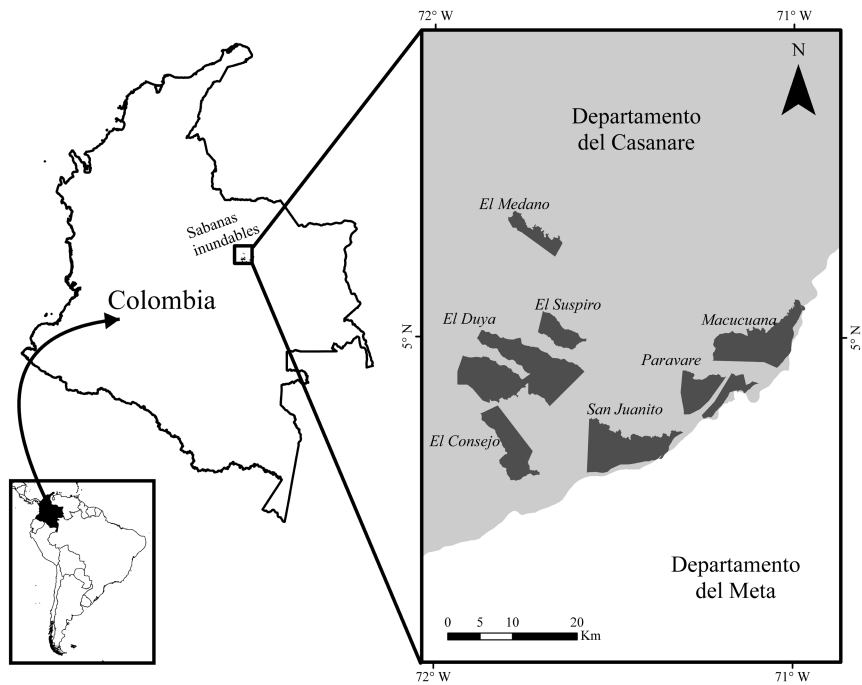 72° W
71° W
N
Departamento
del Casanare
El Medano
Sabanas
inundables
Colombia
El Duya
El Suspiro
Macucuana
5° N
5° N
Paravare
San Juanito
El Consejo
Departamento
del Meta
0 5 10 20
Km
72° W
71° W